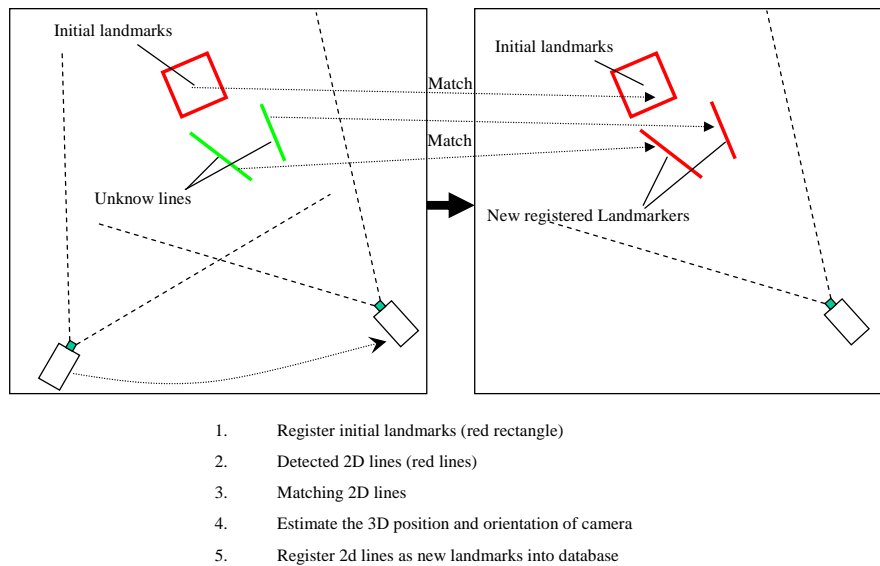 Initial landmarks
Unknow lines
Match
Match
Initial landmarks
New registered Landmarkers
1. Register initial landmarks (red rectangle)
2. Detected 2D lines (red lines)
3. Matching 2D lines
4. Estimate the 3D position and orientation of camera
5. Register 2d lines as new landmarks into database